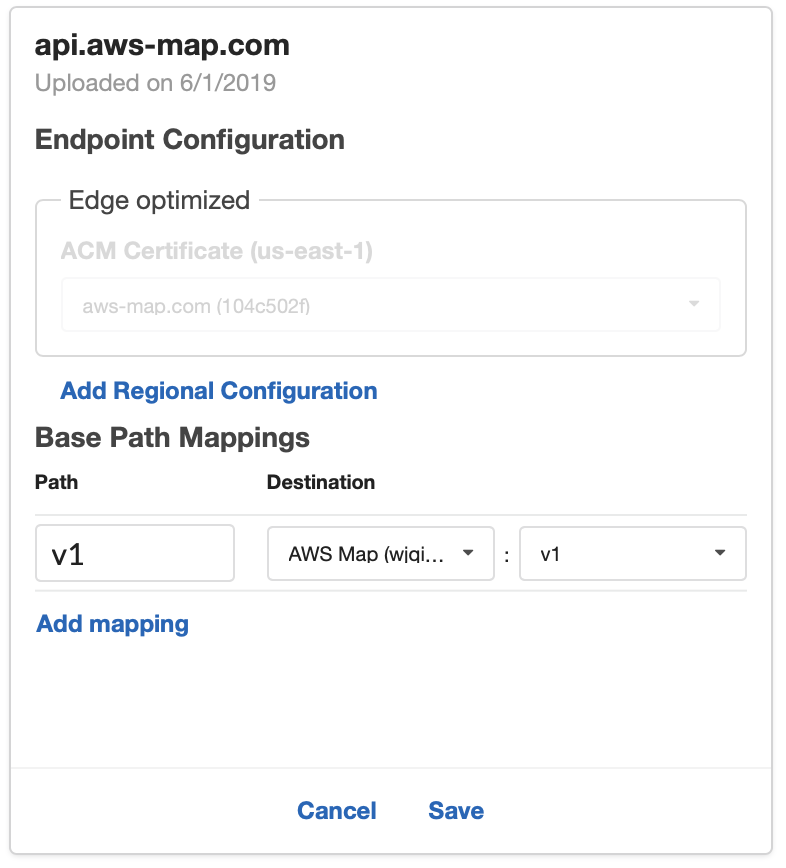 api.aws-map.com
Uploaded on 6/1/2019
Endpoint Configuration
Edge optimized
ACM Certificate (us-east-1)
aws-map.com (104c502f)
Add Regional Configuration
Base Path Mappings
Path Destination
v1 AWS Map (wjqi... : v1
Add mapping
Cancel Save